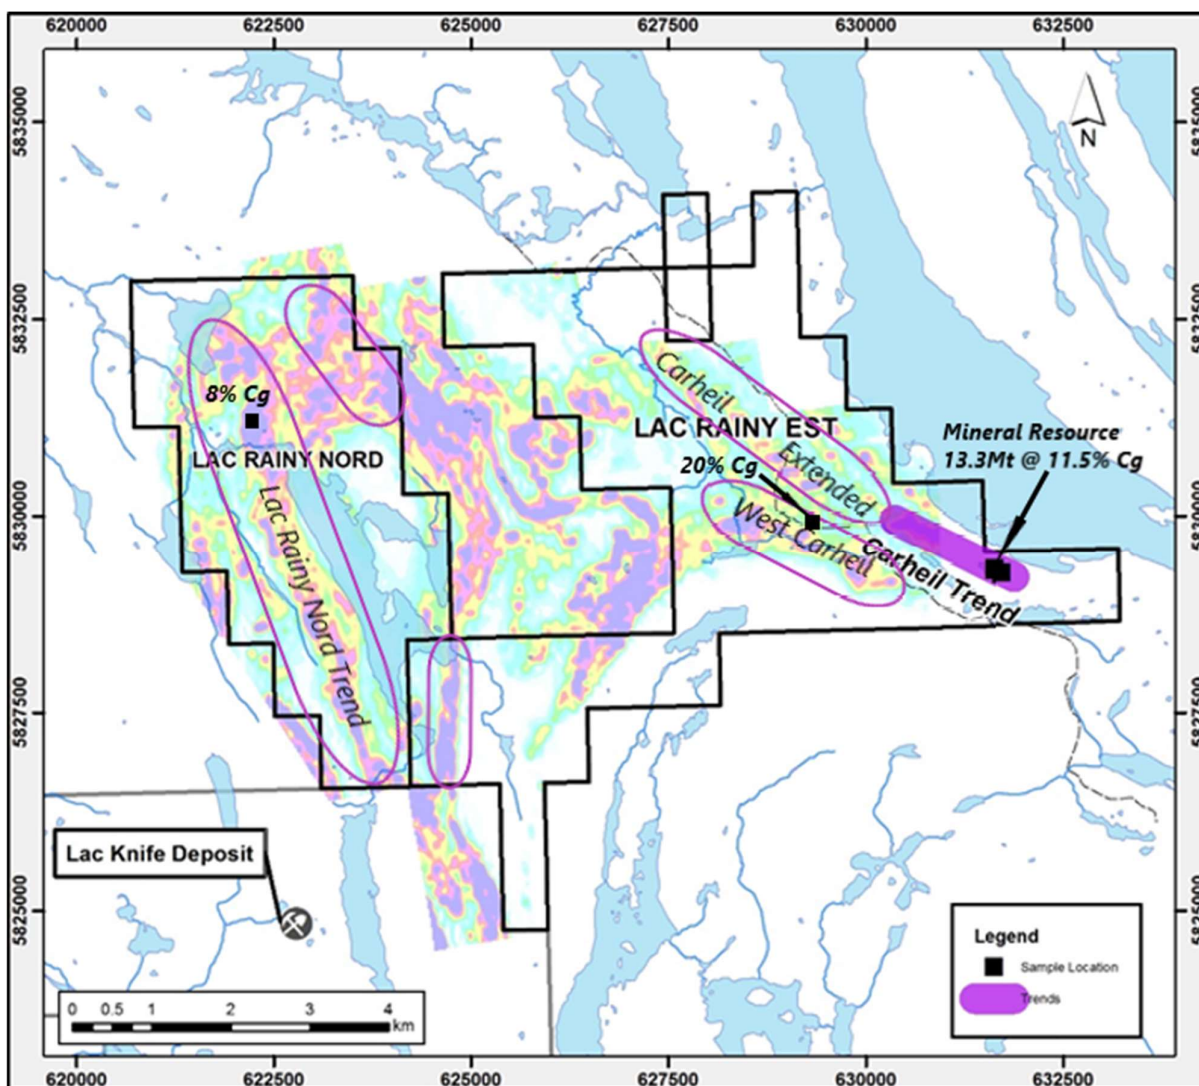 620000 622500 625000 627500 630000 632500
5835000
5832500
5830000
5827500
5825000
N
Carheil
Extended
8% Cg
LAC RAINY EST
Mineral Resource
13.3Mt @ 11.5% Cg
LAC RAINY NORD
20% Cg
West Carheil
Carheil Trend
Lac Rainy Nord Trend
Lac Knife Deposit
Legend
Sample Location
Trends
0 0.5 1 2 3 4
km
620000 622500 625000 627500 630000 632500